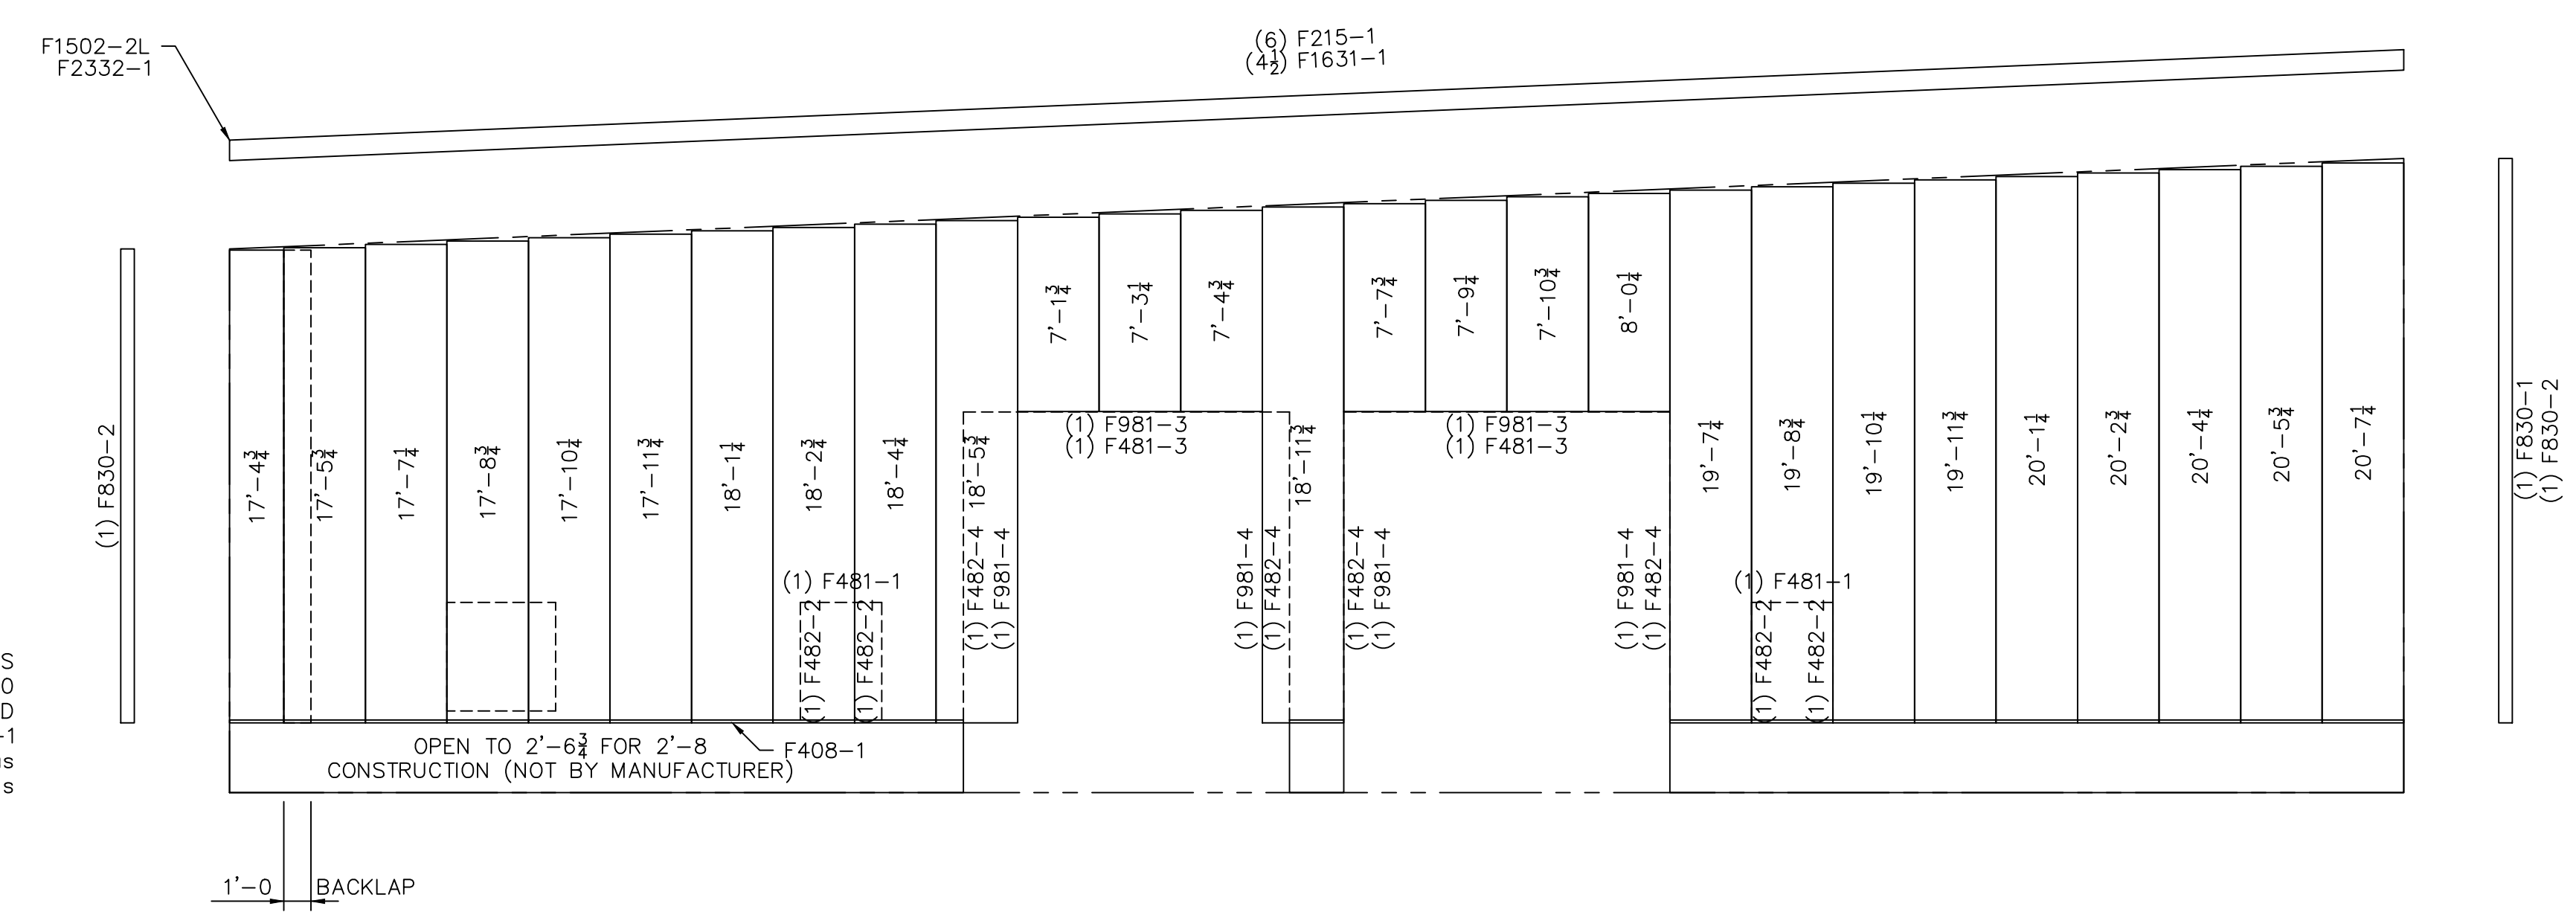 F1502-2L
F2332-1
(6) F215-1
(4½) F1631-1
(1) F830-2
17'-4¾
17'-5¾
17'-7¼
17'-8¾
17'-10¼
17'-11¾
18'-1¼
18'-2¾
18'-4¼
18'-5¾
7'-1¾
7'-3¼
7'-4¾
18'-11¾
7'-7¾
7'-9¼
7'-10¾
8'-0¼
19'-7¼
19'-8¾
19'-10¼
19'-11¾
20'-1¼
20'-2¾
20'-4¼
20'-5¾
20'-7¼
(1) F830-1
(1) F830-2
(1) F981-3
(1) F481-3
(1) F981-3
(1) F481-3
(1) F482-4
(1) F981-4
(1) F981-4
(1) F482-4
(1) F482-4
(1) F981-4
(1) F981-4
(1) F482-4
(1) F481-1
(1) F482-2
(1) F482-2
(1) F481-1
(1) F482-2
(1) F482-2
S
O
D
-1
s
s
OPEN TO 2'-6¾ FOR 2'-8
CONSTRUCTION (NOT BY MANUFACTURER)
F408-1
1'-0 BACKLAP